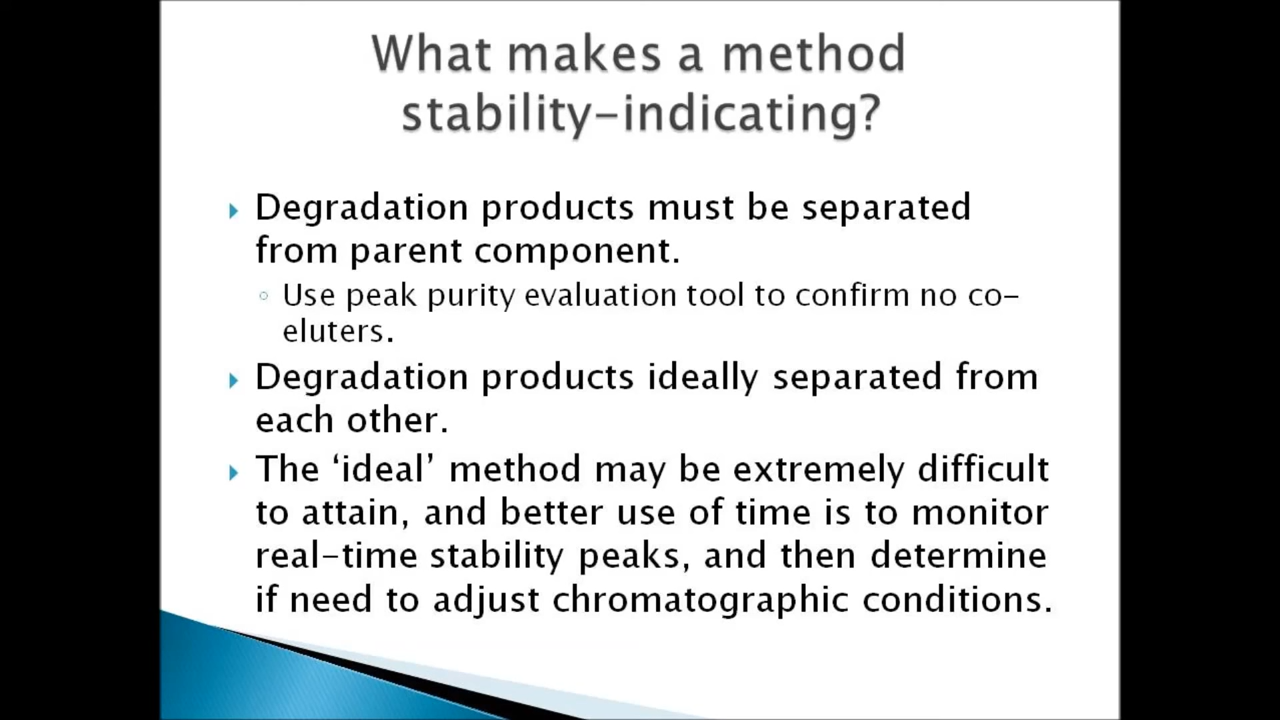 What makes a method
stability-indicating?
Degradation products must be separated
from parent component.
Use peak purity evaluation tool to confirm no co-
eluters.
Degradation products ideally separated from
each other.
The ‘ideal’ method may be extremely difficult
to attain, and better use of time is to monitor
real-time stability peaks, and then determine
if need to adjust chromatographic conditions.